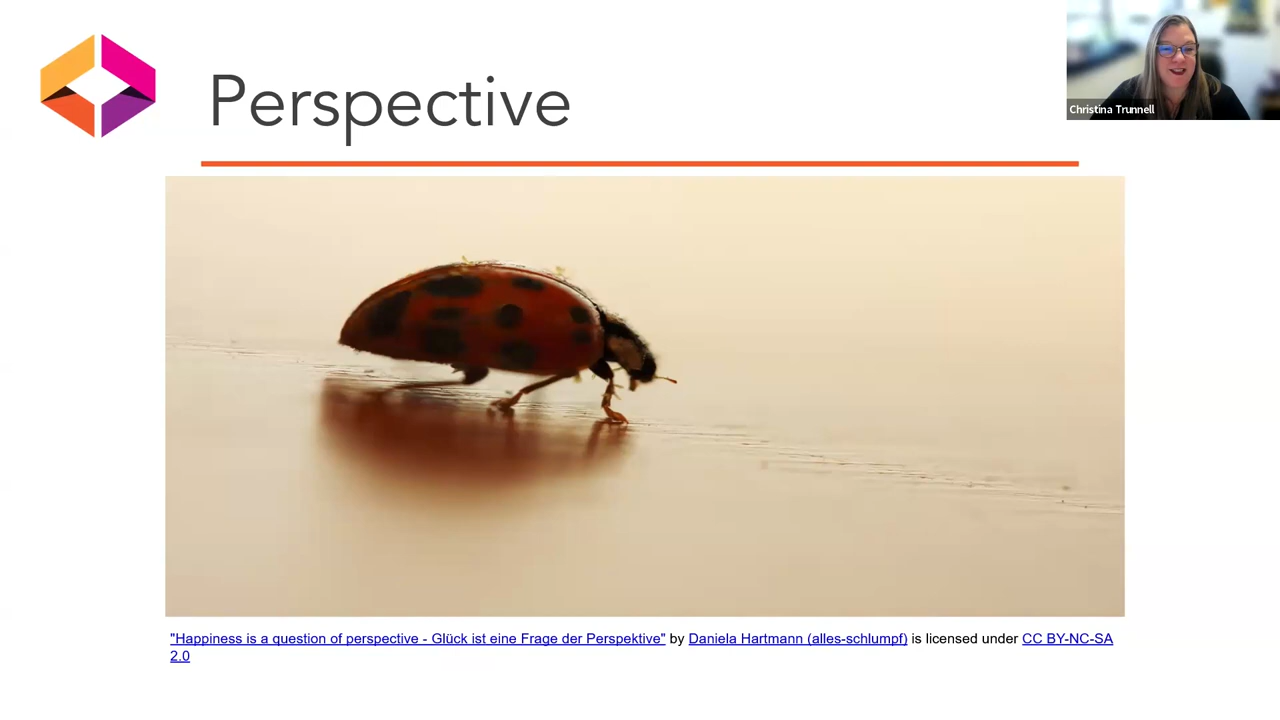 Perspective
Christina Trunnell
"Happiness is a question of perspective - Glück ist eine Frage der Perspektive" by Daniela Hartmann (alles-schlumpf) is licensed under CC BY-NC-SA
2.0